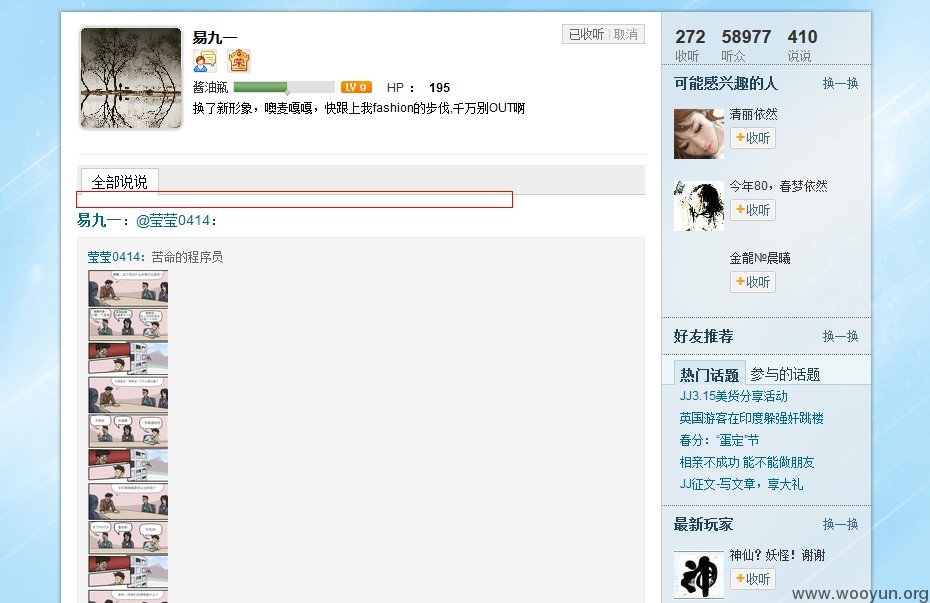 易九一
已收听 | 取消
酱油瓶 LV 9 HP ： 195
换了新形象，噢麦嘎嘎，快跟上我fashion的步伐,千万别OUT啊
全部说说
易九一：@莹莹0414：
莹莹0414：苦命的程序员
272 58977 410
收听 听众 说说
可能感兴趣的人 换一换
清丽依然
+收听
今年80，春梦依然
+收听
金龍№晨曦
+收听
好友推荐 换一换
热门话题 参与的话题
JJ3.15美货分享活动
英国游客在印度躲强奸跳楼
春分：“蛋定”节
相亲不成功 能不能做朋友
JJ征文-写文章，享大礼
最新玩家 换一换
神仙？妖怪！谢谢
+收听
神
www.wooyun.org